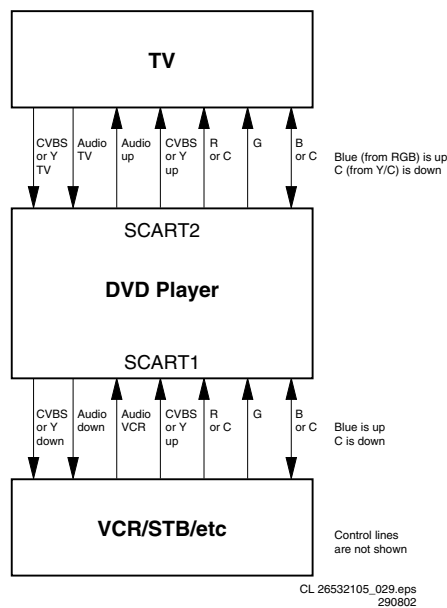 TV
CVBS or Y TV
Audio TV
Audio up
CVBS or Y up
R or C
G
B or C
Blue (from RGB) is up
C (from Y/C) is down
SCART2
DVD Player
SCART1
CVBS or Y down
Audio down
Audio VCR
CVBS or Y up
R or C
G
B or C
Blue is up
C is down
VCR/STB/etc
Control lines
are not shown
CL 26532105_029.eps
290802